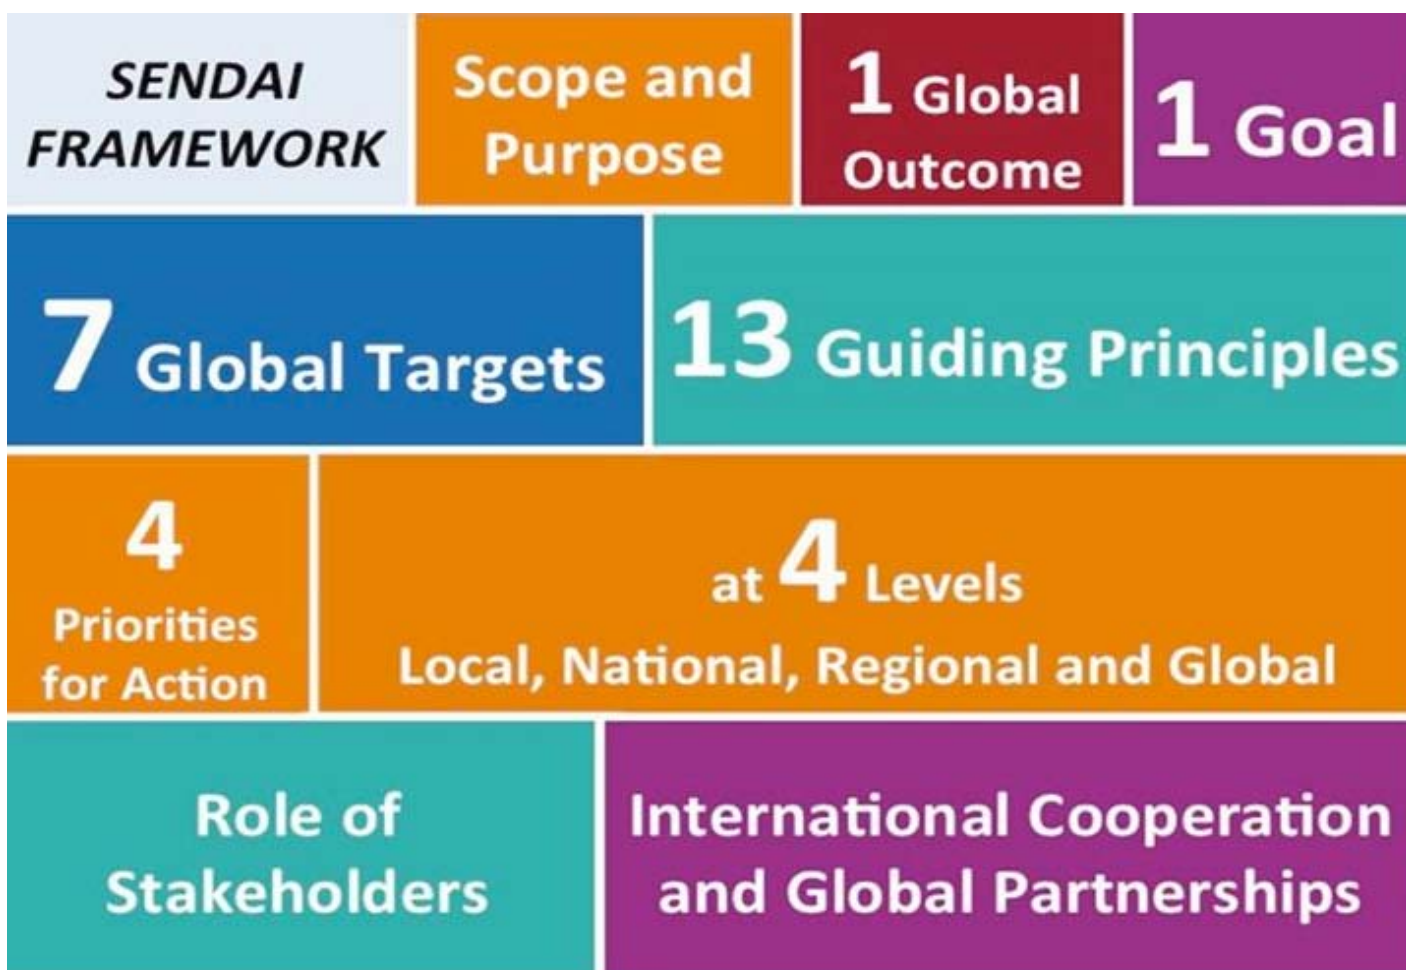 SENDAI
FRAMEWORK
Scope and
Purpose
1 Global
Outcome
1 Goal
7 Global Targets
13 Guiding Principles
4
Priorities
for Action
at 4 Levels
Local, National, Regional and Global
Role of
Stakeholders
International Cooperation
and Global Partnerships